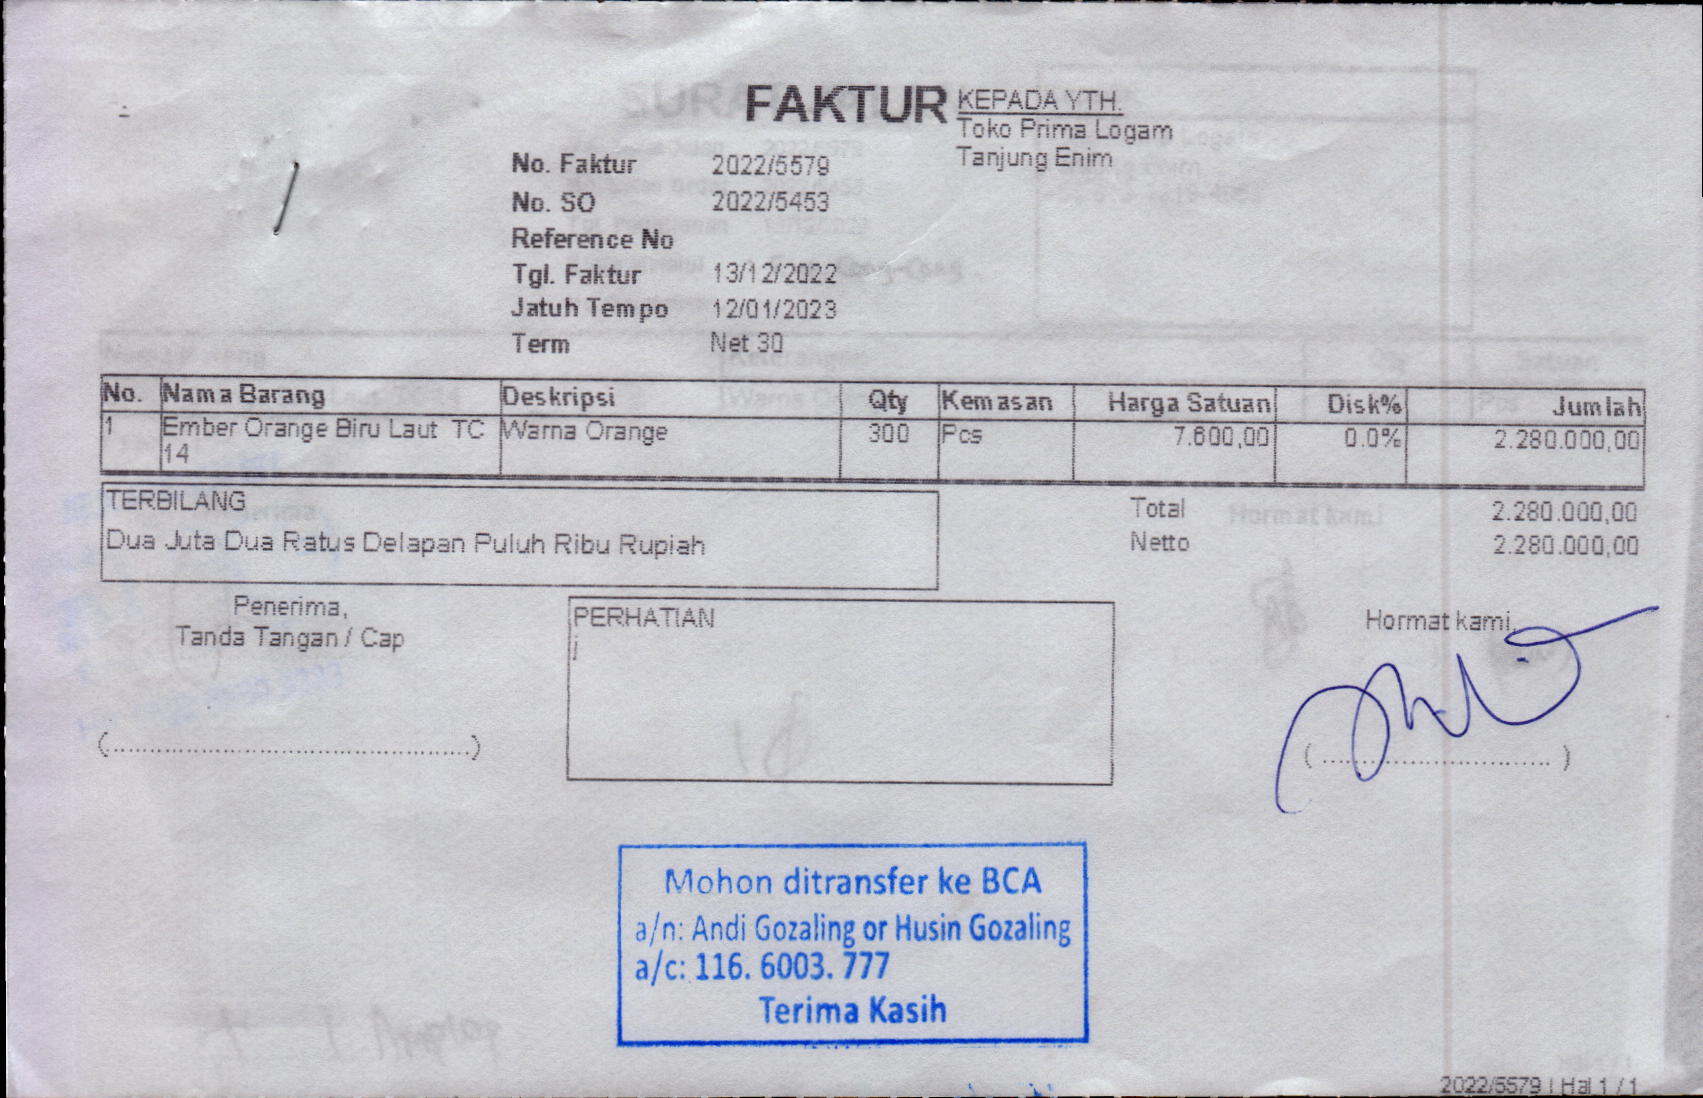 FAKTUR
KEPADA YTH.
Toko Prima Logam
Tanjung Enim
No. Faktur 2022/5579
No. SO 2022/5453
Reference No
Tgl. Faktur 13/12/2022
Jatuh Tempo 12/01/2023
Term Net 30
No. Nama Barang Deskripsi Qty Kemasan Harga Satuan Disk% Jumlah
1 Ember Orange Biru Laut TC Warna Orange 300 Pcs 7.600,00 0.0% 2.280.000,00
14
TERBILANG
Dua Juta Dua Ratus Delapan Puluh Ribu Rupiah
Total 2.280.000,00
Netto 2.280.000,00
Penerima,
Tanda Tangan / Cap
(............................................)
PERHATIAN
j
Hormat kami,
(............................)
Mohon ditransfer ke BCA
a/n: Andi Gozaling or Husin Gozaling
a/c: 116. 6003. 777
Terima Kasih
2022/5579 | Hal 1 / 1